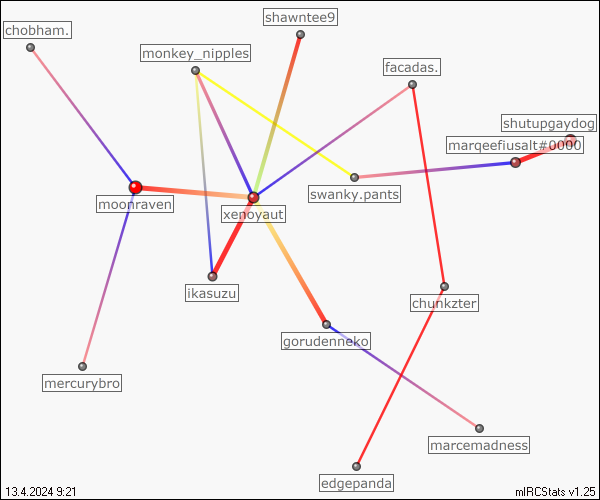 shawntee9
chobham.
monkey_nipples
facadas.
shutupgaydog
marqeefiusalt#0000
swanky.pants
moonraven
xenoyaut
ikasuzu
chunkzter
gorudenneko
mercurybro
marcemadness
edgepanda
13.4.2024 9:21
mIRCStats v1.25